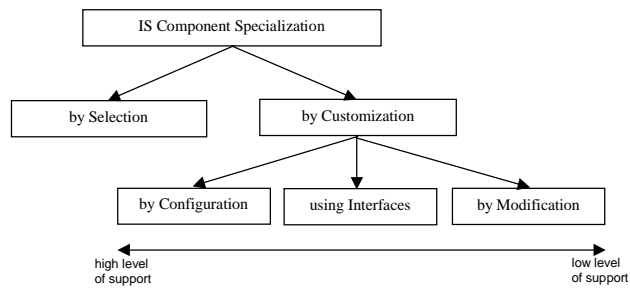 IS Component Specialization
by Selection
by Customization
by Configuration
using Interfaces
by Modification
high level
of support
low level
of support